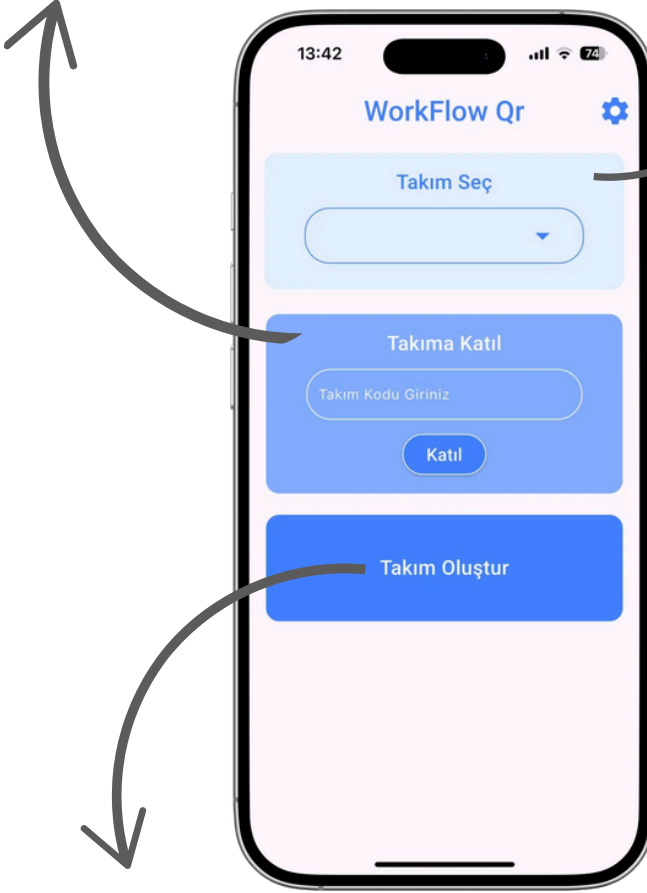 13:42
74
WorkFlow Qr
Takım Seç
Takıma Katıl
Takım Kodu Giriniz
Katıl
Takım Oluştur